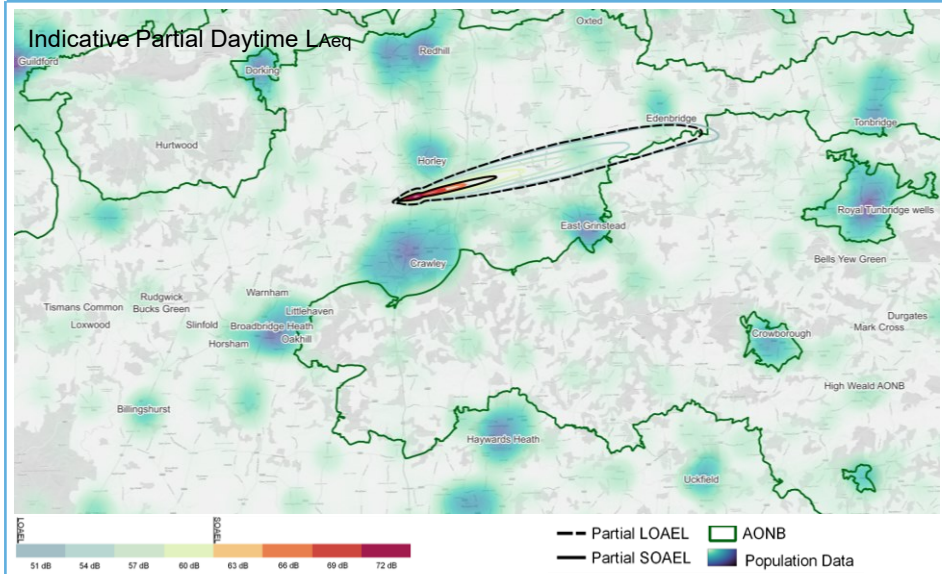 Indicative Partial Daytime LAeq
Oxted
Redhill
Guildford
Dorking
Edenbridge
Tonbridge
Hurtwood
Horley
Royal Tunbridge wells
East Grinstead
Bells Yew Green
Crawley
Warnham
Rudgwick
Tismans Common
Bucks Green
Littlehaven
Durgates
Loxwood
Slinfold
Broadbridge Heath
Mark Cross
Crowborough
Horsham
Oakhill
High Weald AONB
Billingshurst
Haywards Heath
Uckfield
LOAEL
SOAEL
51 dB 54 dB 57 dB 60 dB 63 dB 66 dB 69 dB 72 dB
Partial LOAEL
AONB
Partial SOAEL
Population Data